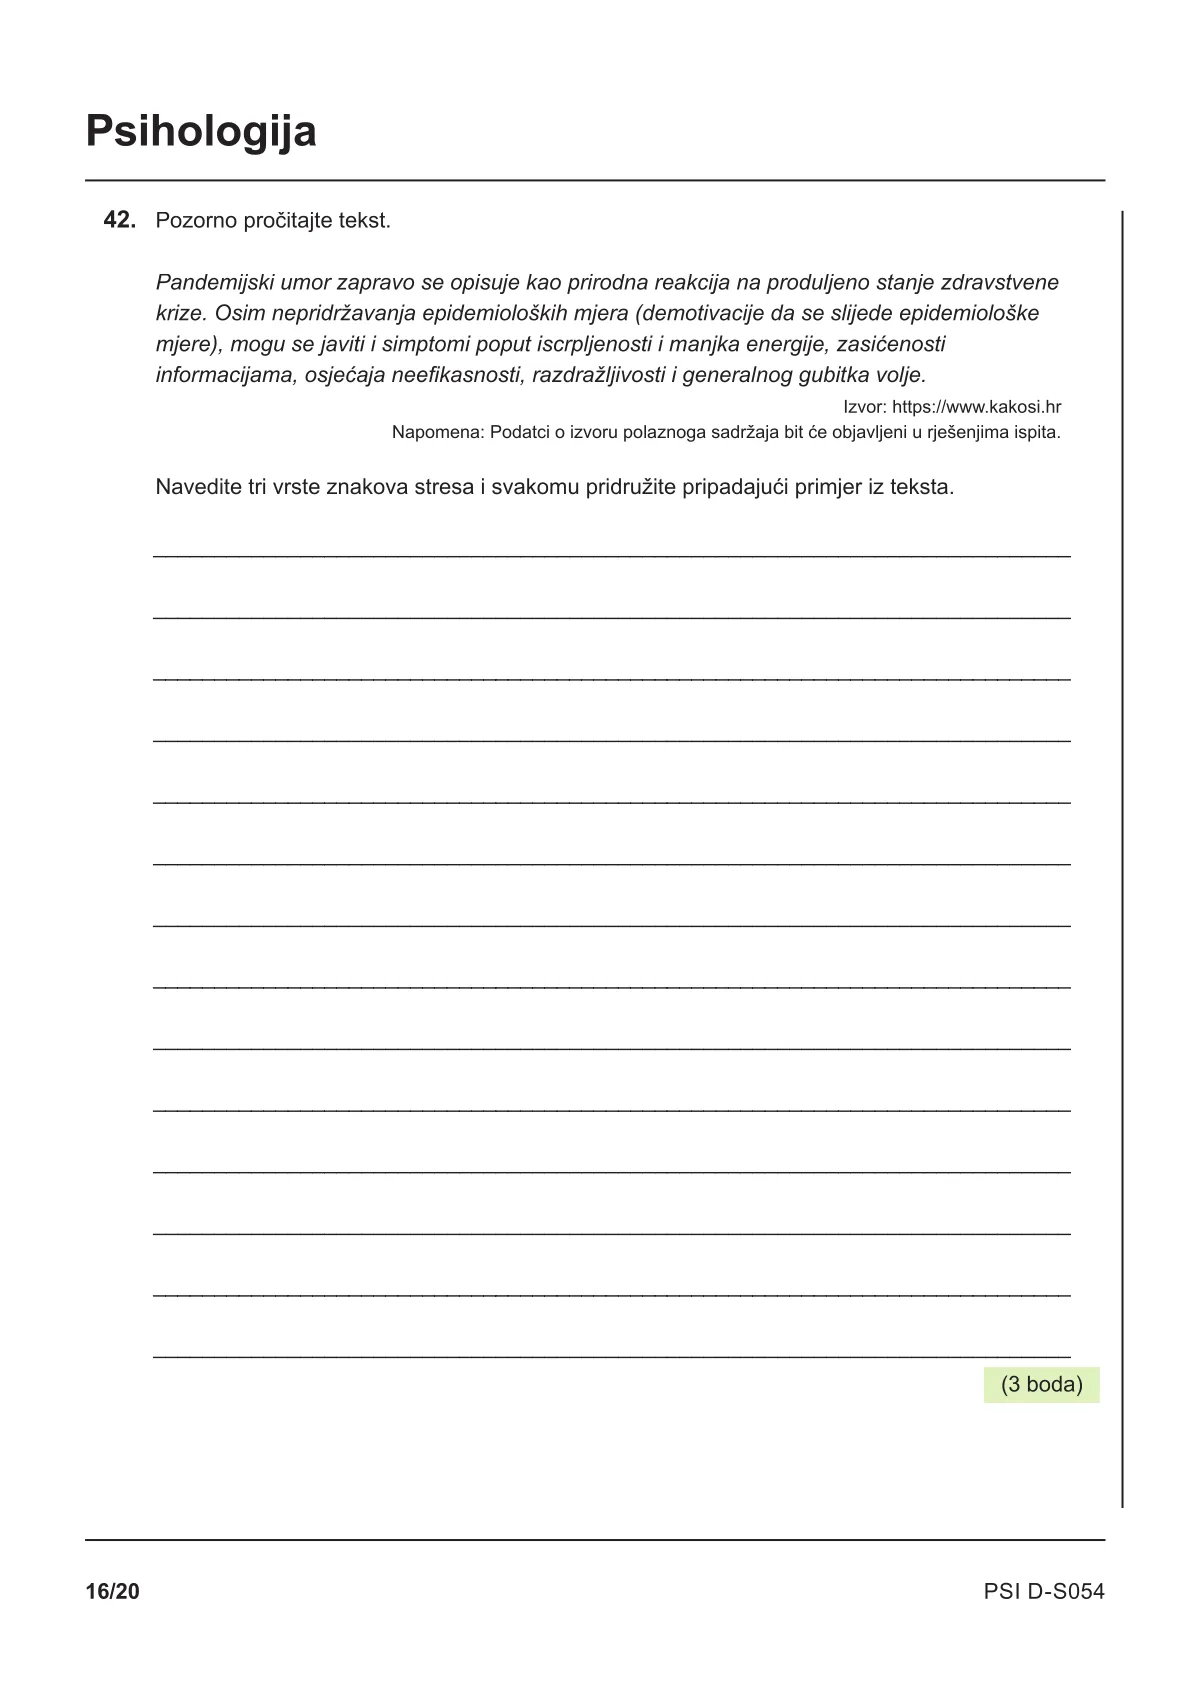 Psihologija
42. Pozorno pročitajte tekst.
Pandemijski umor zapravo se opisuje kao prirodna reakcija na produljeno stanje zdravstvene
krize. Osim nepridržavanja epidemioloških mjera (demotivacije da se slijede epidemiološke
mjere), mogu se javiti i simptomi poput iscrpljenosti i manjka energije, zasićenosti
informacijama, osjećaja neefikasnosti, razdražljivosti i generalnog gubitka volje.
Izvor: https://www.kakosi.hr
Napomena: Podatci o izvoru polaznoga sadržaja bit će objavljeni u rješenjima ispita.
Navedite tri vrste znakova stresa i svakomu pridružite pripadajući primjer iz teksta.
(3 boda)
16/20
PSI D-S054